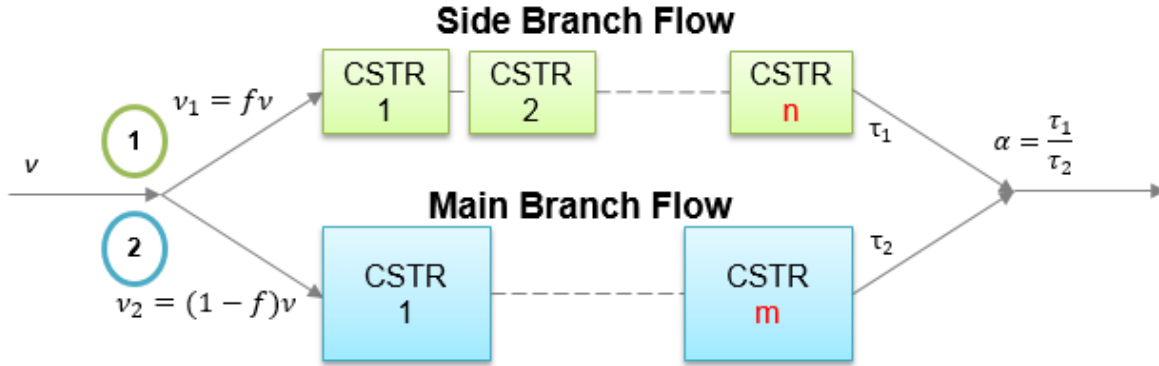 Side Branch Flow
CSTR
1
CSTR
2
CSTR
n
ν₁ = fν
1
τ₁
α = τ₁/τ₂
ν
Main Branch Flow
2
τ₂
CSTR
1
CSTR
m
ν₂ = (1 − f)ν